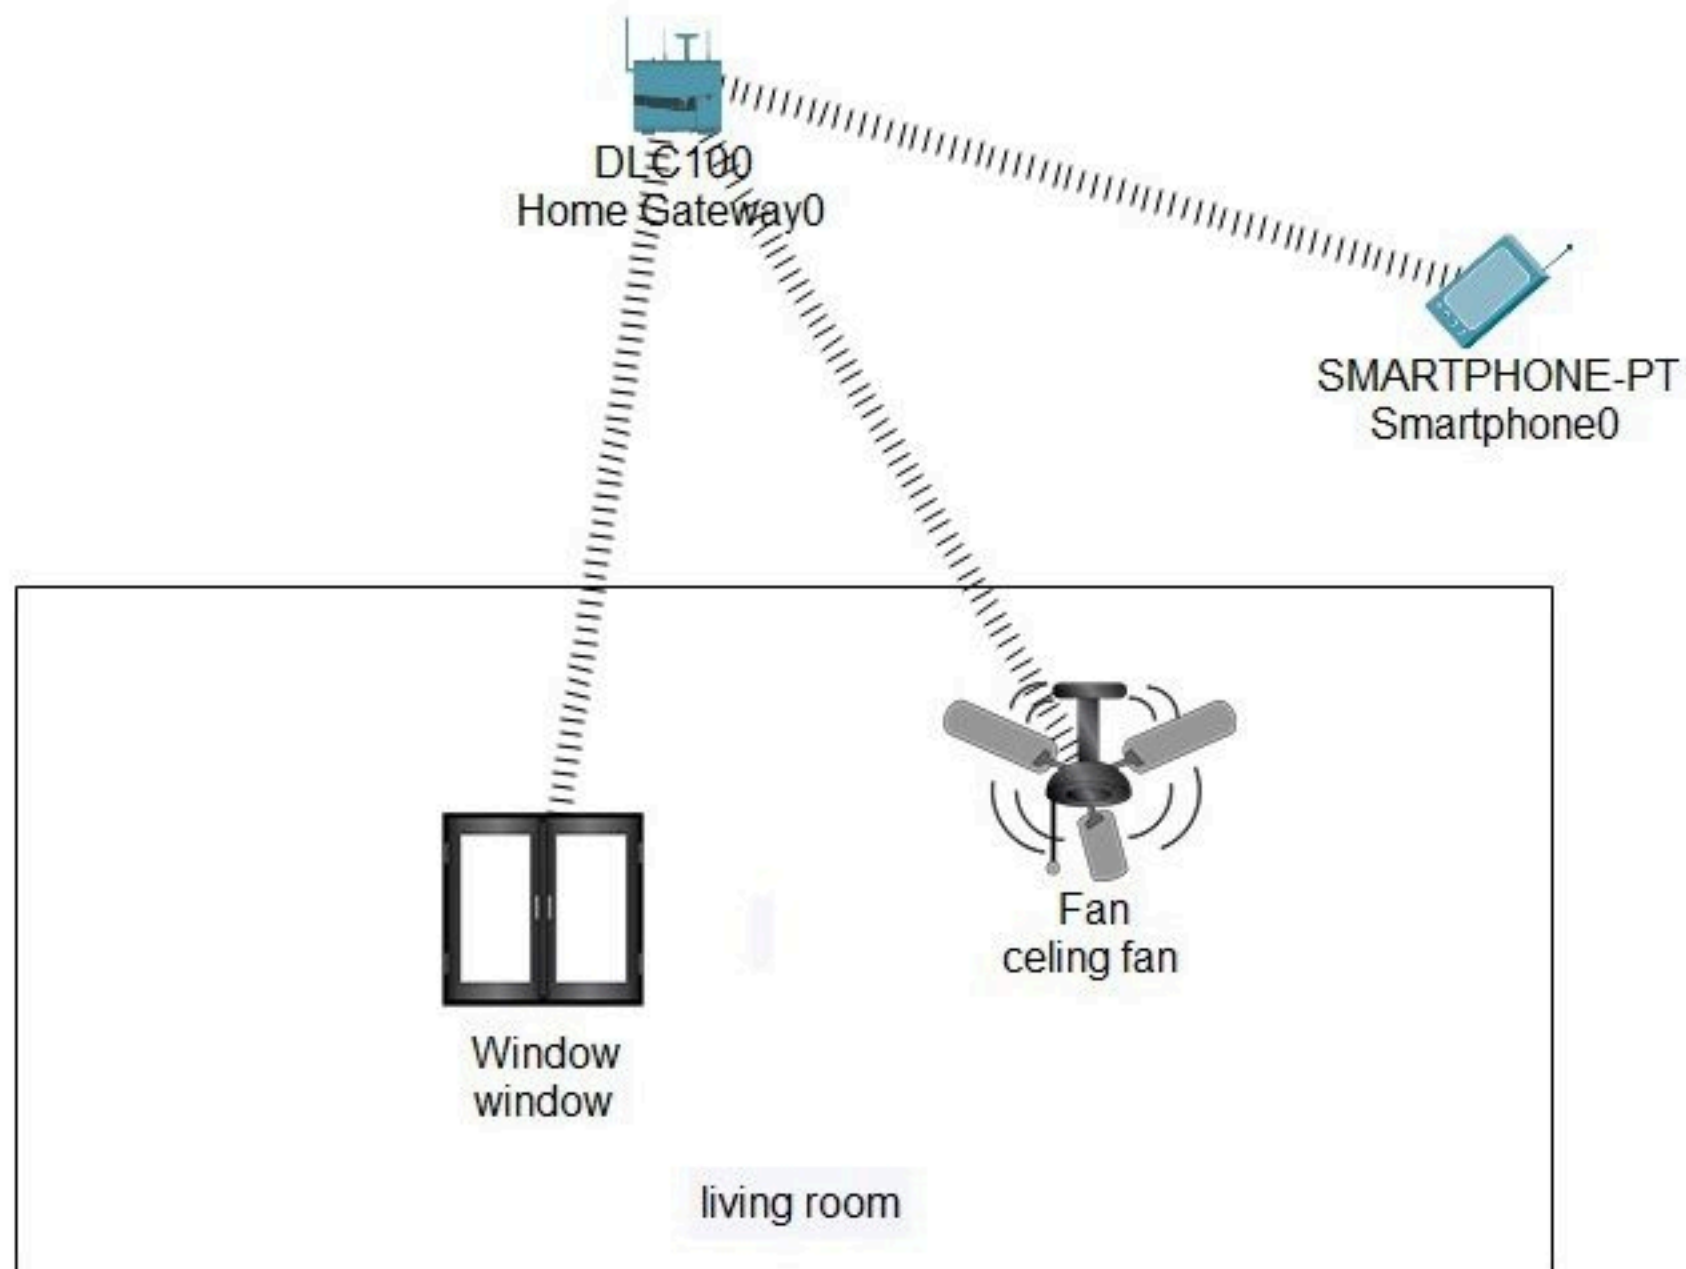 DLC100
Home Gateway0
SMARTPHONE-PT
Smartphone0
Fan
celing fan
Window
window
living room